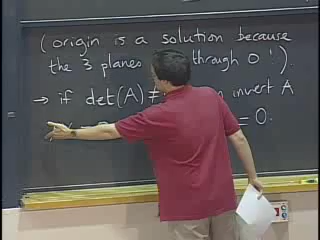 (origin is a solution because
the 3 planes through 0 !).
→ if det(A) ≠ invert A
= 0.